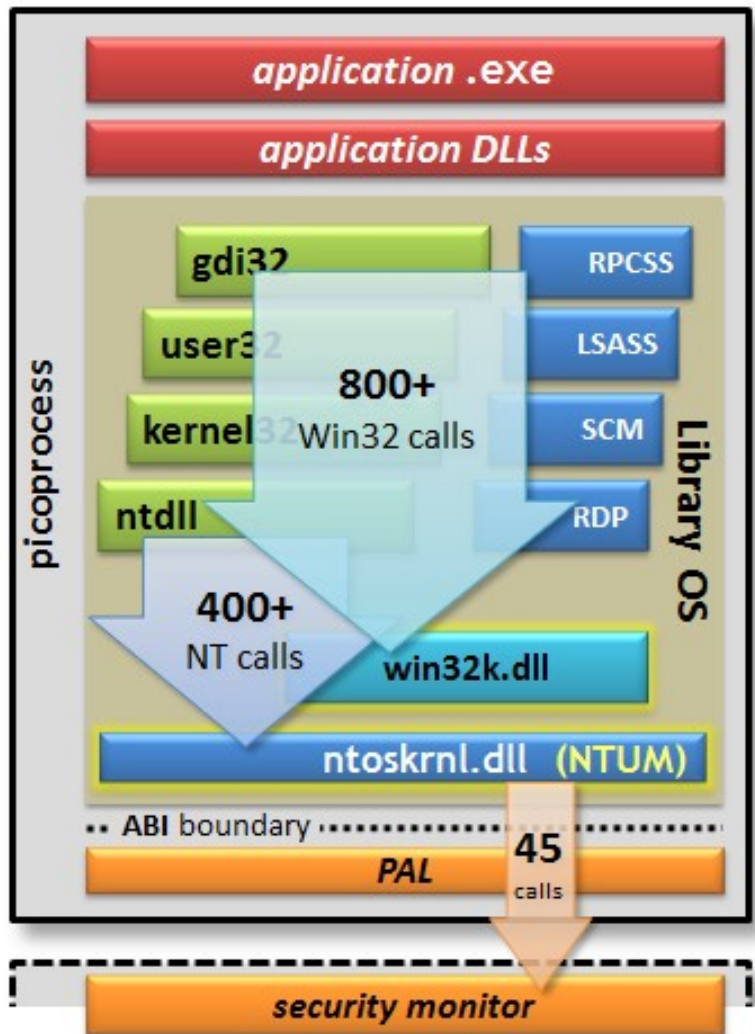 application .exe
application DLLs
gdi32
RPCSS
user32
LSASS
800+
Win32 calls
kernel32
SCM
ntdll
RDP
picoprocess
Library OS
400+
NT calls
win32k.dll
ntoskrnl.dll (NTUM)
ABI boundary
45
calls
PAL
security monitor